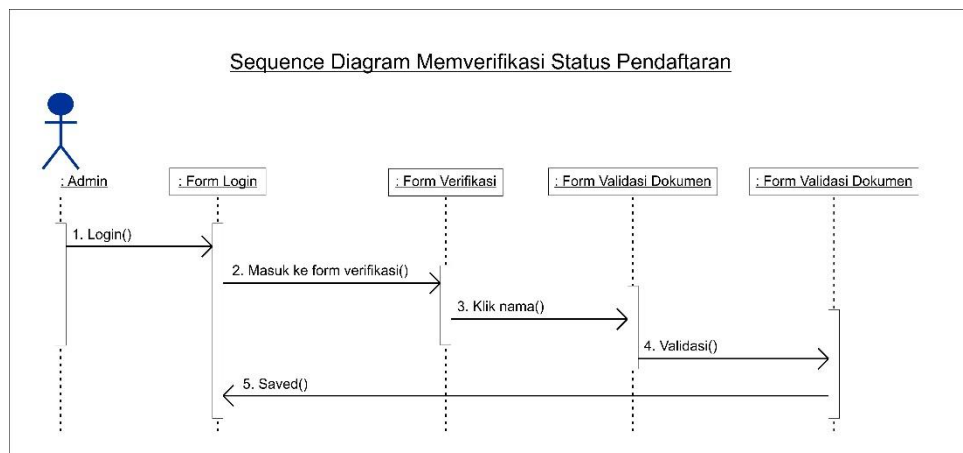 Sequence Diagram Memverifikasi Status Pendaftaran
: Admin
: Form Login
: Form Verifikasi
: Form Validasi Dokumen
: Form Validasi Dokumen
1. Login()
2. Masuk ke form verifikasi()
3. Klik nama()
4. Validasi()
5. Saved()